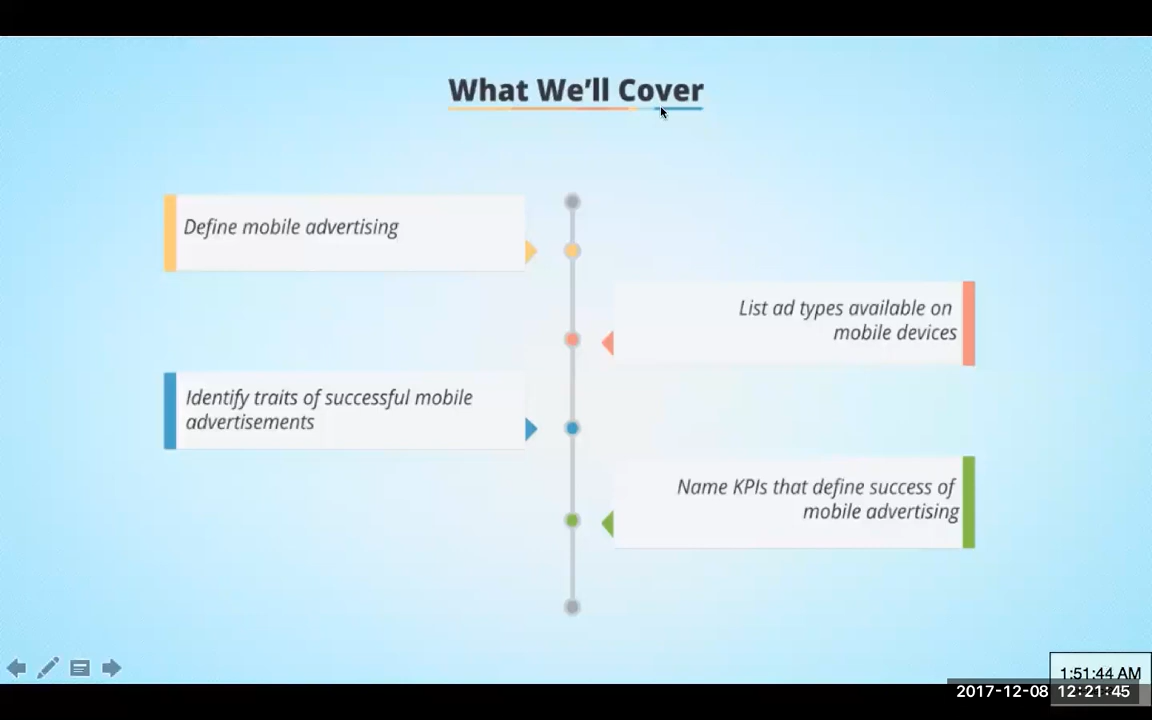 What We’ll Cover
Define mobile advertising
List ad types available on
mobile devices
Identify traits of successful mobile
advertisements
Name KPIs that define success of
mobile advertising
1:51:44 AM
2017-12-08 12:21:45